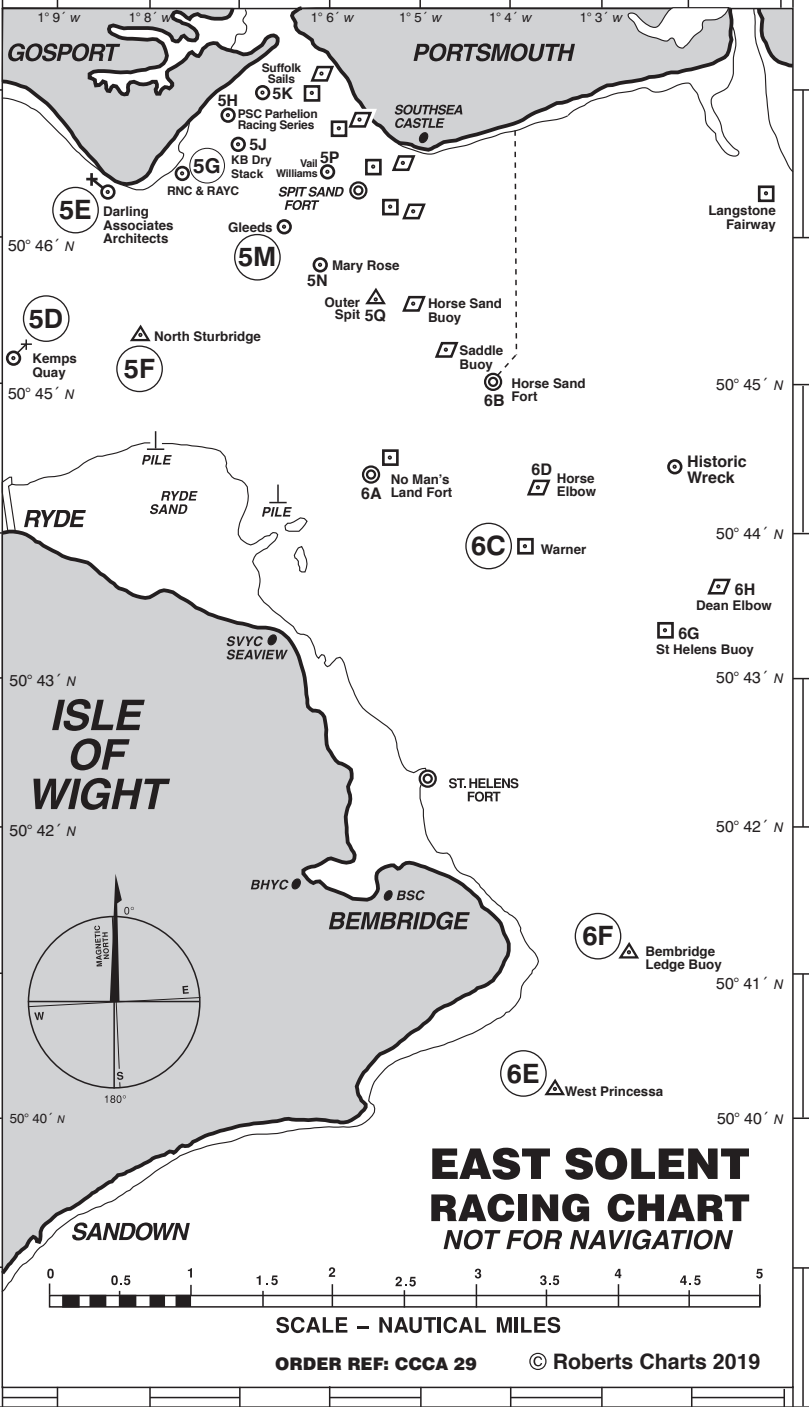 1° 9´ W
1° 8´ W
1° 6´ W
1° 5´ W
1° 4´ W
1° 3´ W
GOSPORT
PORTSMOUTH
Suffolk
Sails
5K
5H
PSC Parhelion
Racing Series
SOUTHSEA
CASTLE
5J
KB Dry
Stack
5G
RNC & RAYC
Vail
Williams
5P
SPIT SAND
FORT
5E
Darling
Associates
Architects
Langstone
Fairway
Gleeds
5M
50° 46´ N
Mary Rose
5N
Outer
Spit 5Q
Horse Sand
Buoy
5D
North Sturbridge
5F
Kemps
Quay
Saddle
Buoy
50° 45´ N
50° 45´ N
6B
Horse Sand
Fort
PILE
RYDE
SAND
PILE
6A
No Man's
Land Fort
6D
Horse
Elbow
Historic
Wreck
RYDE
6C
Warner
50° 44´ N
6H
Dean Elbow
6G
St Helens Buoy
SVYC
SEAVIEW
50° 43´ N
50° 43´ N
ISLE
OF
WIGHT
ST. HELENS
FORT
50° 42´ N
50° 42´ N
BHYC
BSC
BEMBRIDGE
0°
MAGNETIC
NORTH
E
W
S
180°
6F
Bembridge
Ledge Buoy
50° 41´ N
6E
West Princessa
50° 40´ N
50° 40´ N
EAST SOLENT
RACING CHART
NOT FOR NAVIGATION
SANDOWN
0 0.5 1 1.5 2 2.5 3 3.5 4 4.5 5
SCALE – NAUTICAL MILES
ORDER REF: CCCA 29
© Roberts Charts 2019